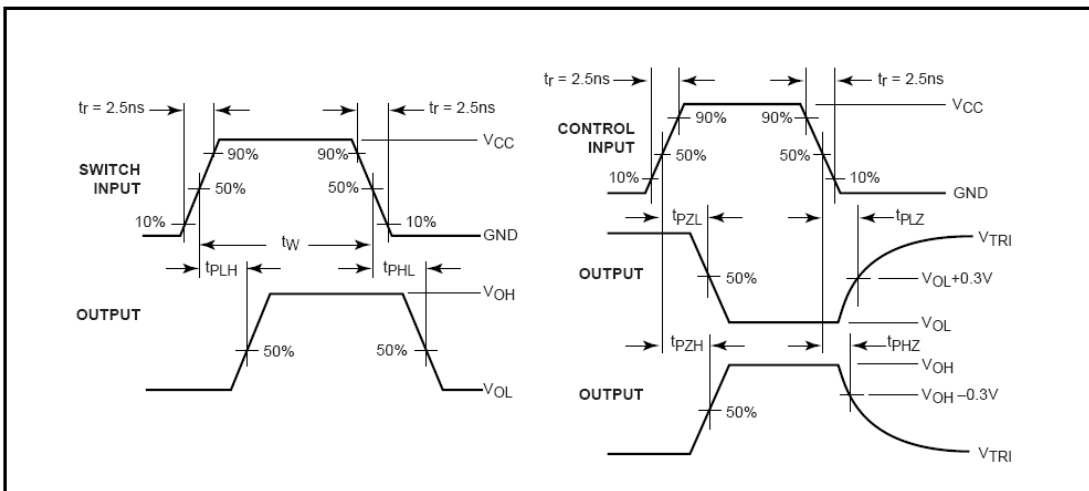 tr = 2.5ns
tr = 2.5ns
VCC
90%
90%
SWITCH
INPUT
50%
50%
10%
10%
GND
tW
tPLH
tPHL
OUTPUT
VOH
50%
50%
VOL
tr = 2.5ns
tr = 2.5ns
VCC
CONTROL
INPUT
90%
90%
50%
50%
10%
10%
GND
tPZL
tPLZ
VTRI
OUTPUT
50%
VOL+0.3V
VOL
tPZH
tPHZ
VOH
OUTPUT
VOH –0.3V
50%
VTRI